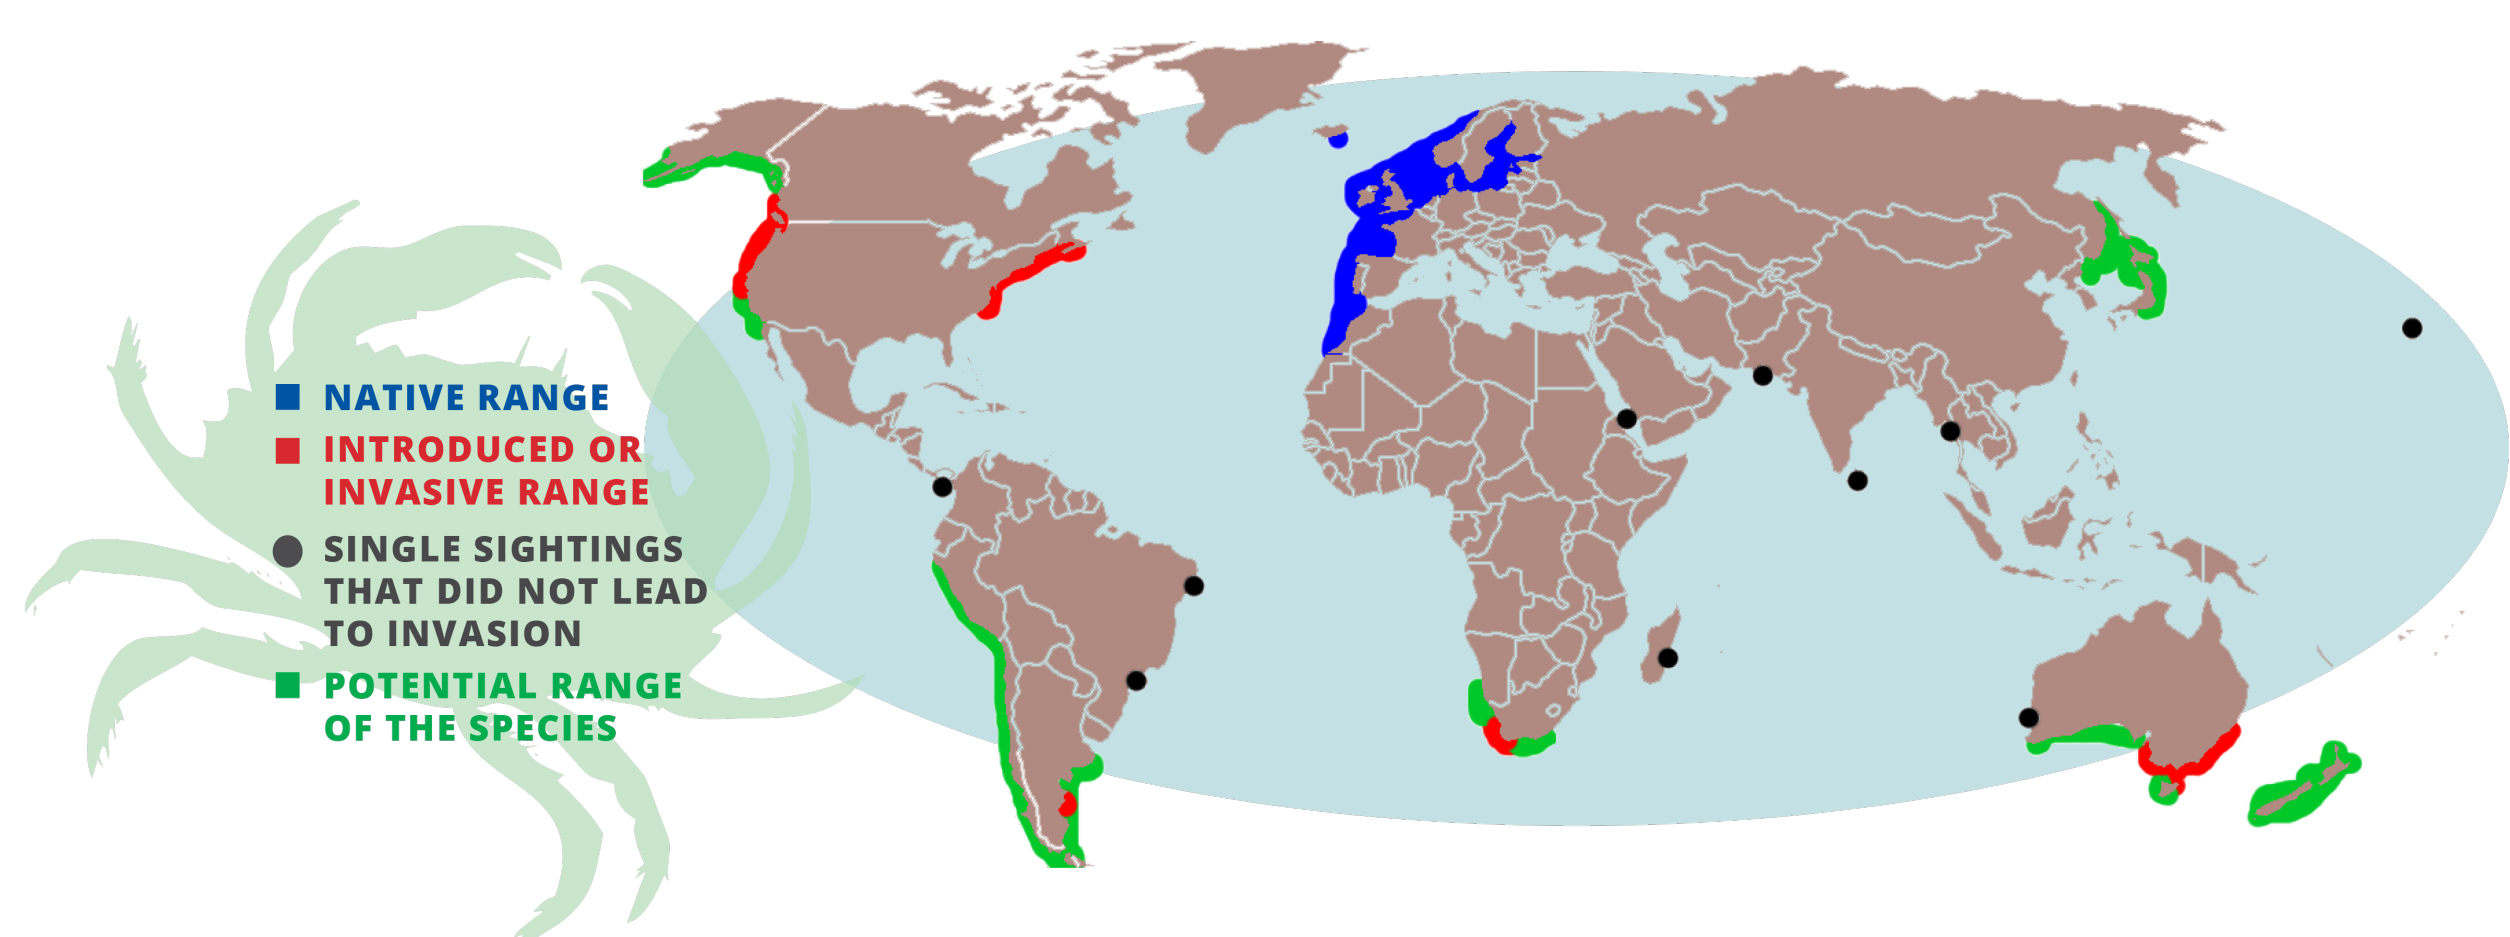 NATIVE RANGE
INTRODUCED OR
INVASIVE RANGE
SINGLE SIGHTINGS
THAT DID NOT LEAD
TO INVASION
POTENTIAL RANGE
OF THE SPECIES